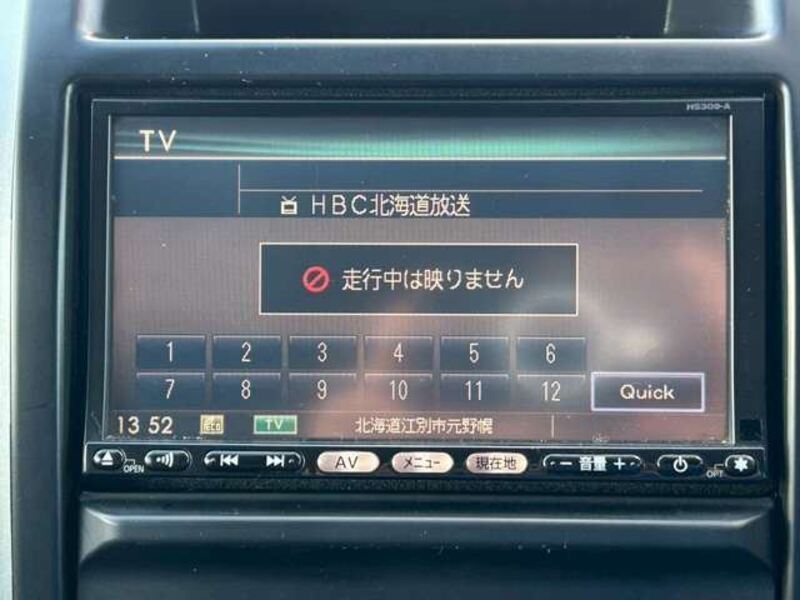 HS309-A
TV
HBC北海道放送
走行中は映りません
1 2 3 4 5 6
7 8 9 10 11 12 Quick
13 52 eco TV 北海道江別市元野幌
OPEN AV メニュー 現在地 - 音量 + OPT